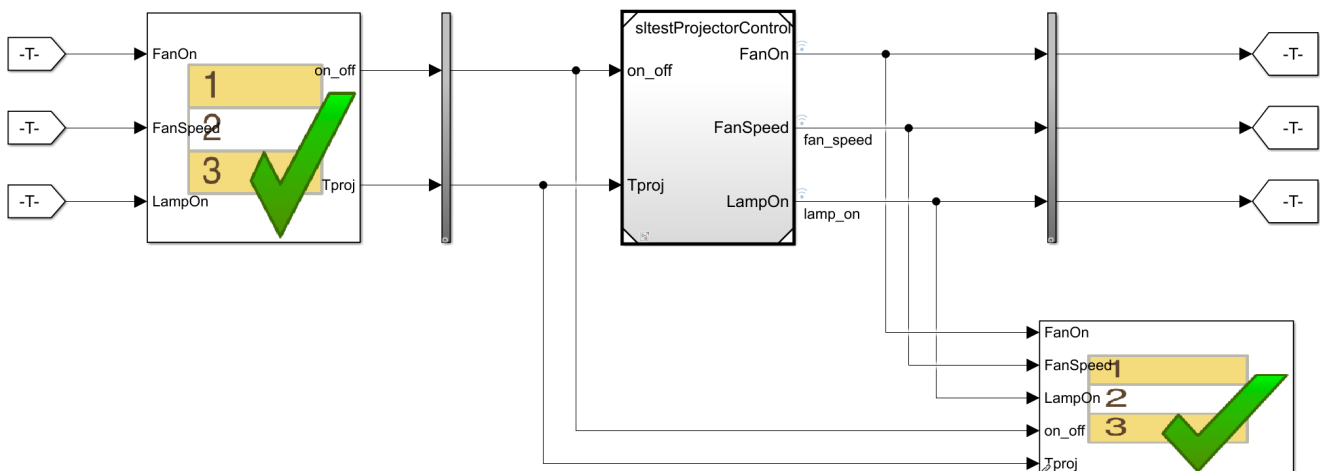 -T-
-T-
-T-
FanOn
FanSpeed
LampOn
1
2
3
on_off
Tproj
sltestProjectorControl
on_off
Tproj
FanOn
FanSpeed
LampOn
fan_speed
lamp_on
-T-
-T-
-T-
FanOn
FanSpeed
LampOn
on_off
Tproj
1
2
3